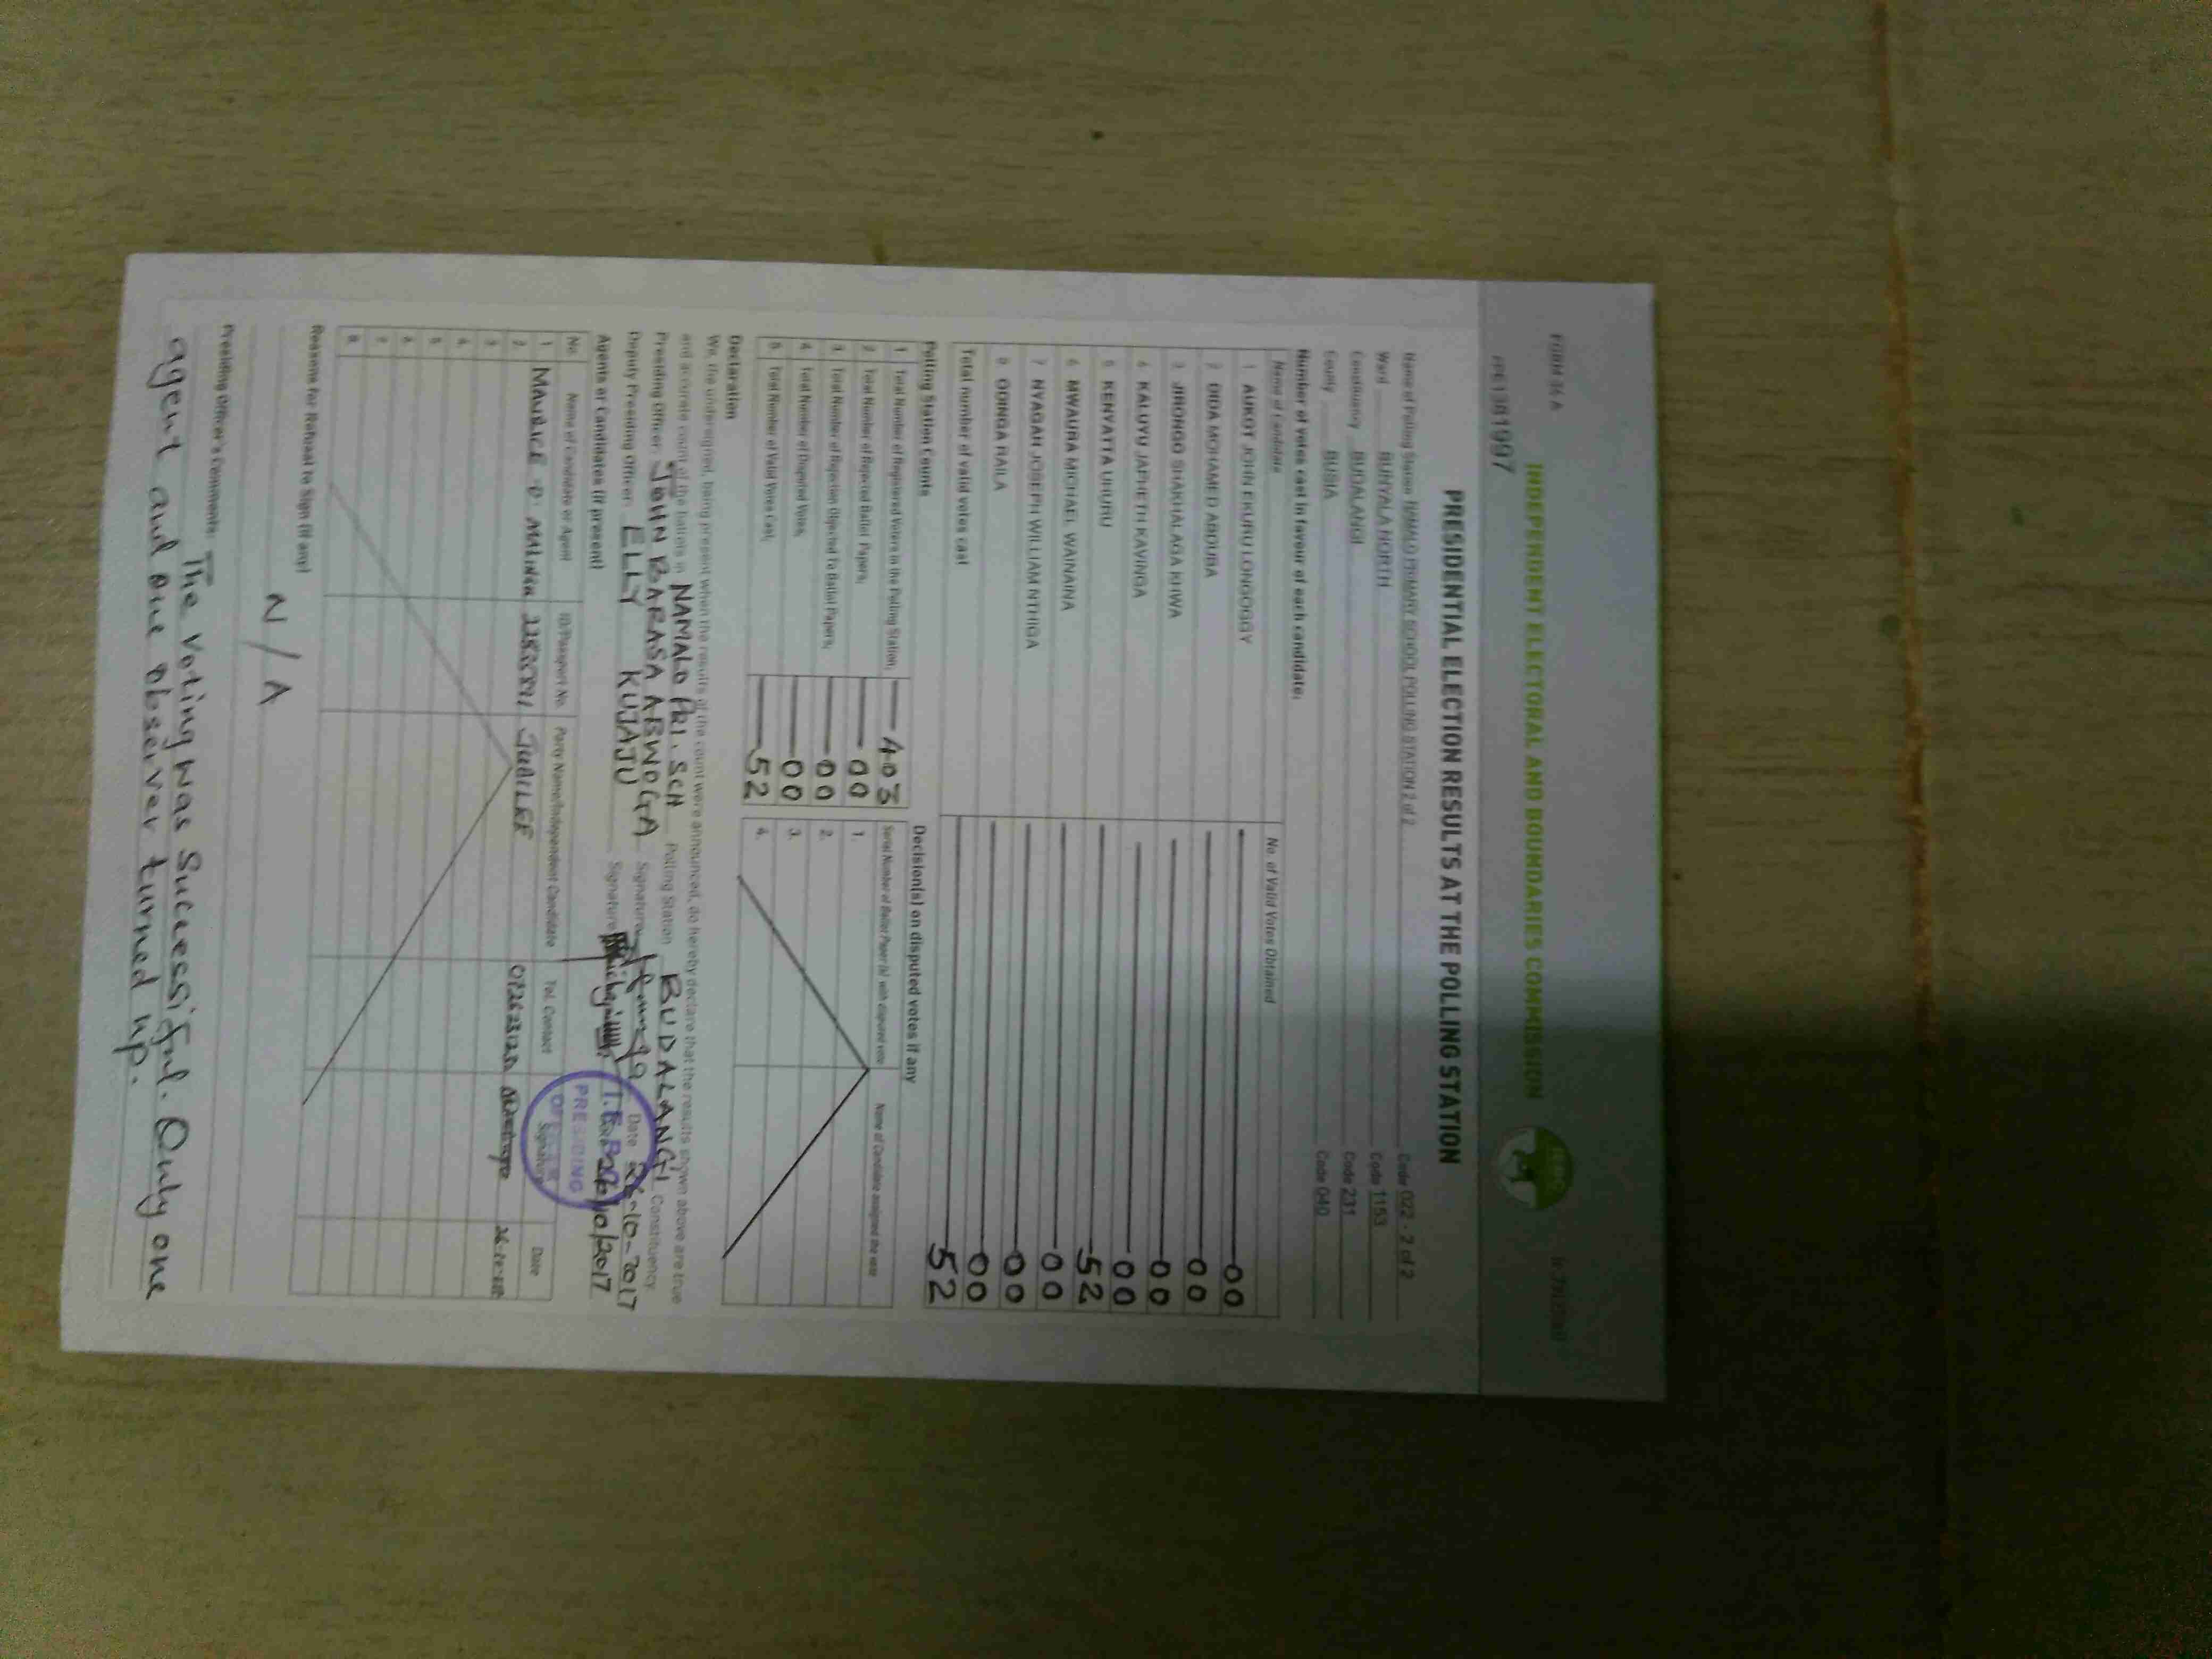 FORM 34 A
INDEPENDENT ELECTORAL AND BOUNDARIES COMMISSION
PRESIDENTIAL ELECTION RESULTS AT THE POLLING STATION
Name of Polling Station NAMALO PRIMARY SCHOOL POLLING STATION 2 of 2 Code 022 - 2 of 2
Ward BUNYALA NORTH Code 1153
Constituency BUDALANGI Code 231
County BUSIA Code 040
Number of votes cast in favour of each candidate:
Name of Candidate No. of Valid Votes Obtained
1 AUKOT JOHN EKURU LONGOGGY 00
2 DIDA MOHAMED ABDUBA 00
3 JIRONGO SHAKHALAGA KHWA 00
4 KALUYU JAPHETH KAVINGA 00
5 KENYATTA UHURU 52
6 MWAURA MICHAEL WAINAINA 00
7 NYAGAH JOSEPH WILLIAM NTHIGA 00
8 ODINGA RAILA 00
Total number of valid votes cast 52
Polling Station Counts
1 Total Number of Registered Voters in the Polling Station; 403
2 Total Number of Rejected Ballot Papers; 00
3 Total Number of Rejection Objected To Ballot Papers; 00
4 Total Number of Disputed Votes; 00
5 Total Number of Valid Votes Cast; 52
Decision(s) on disputed votes if any
Serial Number of Ballot Paper (s) with disputed vote Name of Candidate assigned the vote
1.
2.
3.
4.
Declaration
We, the undersigned, being present when the results of the count were announced, do hereby declare that the results shown above are true
and accurate count of the ballots in NAMALO PRI. SCH Polling Station BUDALANGI Constituency
Presiding Officer JOHN BARASA ABWOGA Signature Date 26-10-2017
Deputy Presiding Officer ELLY KUJAJU Signature 26/10/2017
I.E.B.C
PRESIDING
OFFICER
Agents or Candidates (if present)
No. Name of Candidate or Agent ID/Passport No. Party Name/Independent Candidate Tel. Contact Signature Date
1 MAURICE O. JUBILEE
2
3
4
5
6
7
8
Reasons for Refusal to Sign (if any)
N/A
Presiding Officer's Comments: The voting was successful. Only one
agent and one observer turned up.